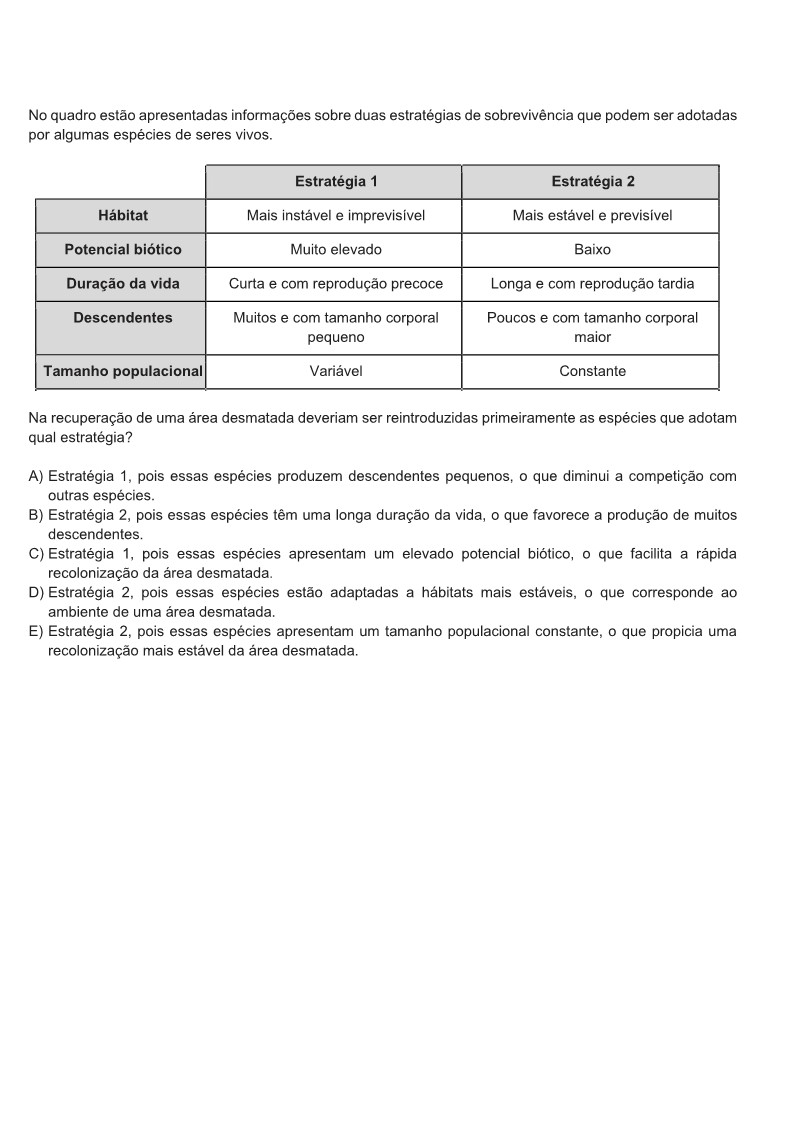 No quadro estão apresentadas informações sobre duas estratégias de sobrevivência que podem ser adotadas
por algumas espécies de seres vivos.
Estratégia 1 Estratégia 2
Hábitat Mais instável e imprevisível Mais estável e previsível
Potencial biótico Muito elevado Baixo
Duração da vida Curta e com reprodução precoce Longa e com reprodução tardia
Descendentes Muitos e com tamanho corporal Poucos e com tamanho corporal
pequeno maior
Tamanho populacional Variável Constante
Na recuperação de uma área desmatada deveriam ser reintroduzidas primeiramente as espécies que adotam
qual estratégia?
A) Estratégia 1, pois essas espécies produzem descendentes pequenos, o que diminui a competição com
outras espécies.
B) Estratégia 2, pois essas espécies têm uma longa duração da vida, o que favorece a produção de muitos
descendentes.
C) Estratégia 1, pois essas espécies apresentam um elevado potencial biótico, o que facilita a rápida
recolonização da área desmatada.
D) Estratégia 2, pois essas espécies estão adaptadas a hábitats mais estáveis, o que corresponde ao
ambiente de uma área desmatada.
E) Estratégia 2, pois essas espécies apresentam um tamanho populacional constante, o que propicia uma
recolonização mais estável da área desmatada.